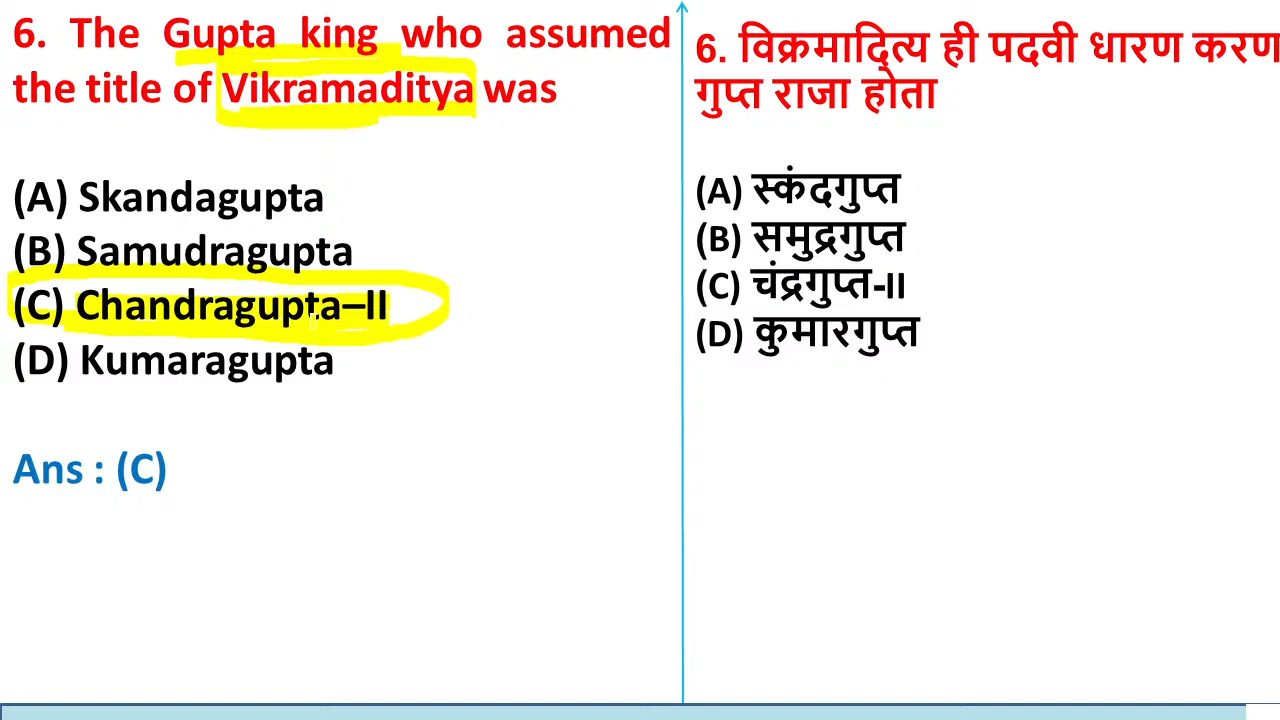 6. The Gupta king who assumed
the title of Vikramaditya was
(A) Skandagupta
(B) Samudragupta
(C) Chandragupta–II
(D) Kumaragupta
Ans : (C)
6. विक्रमादित्य ही पदवी धारण करण
गुप्त राजा होता
(A) स्कंदगुप्त
(B) समुद्रगुप्त
(C) चंद्रगुप्त-II
(D) कुमारगुप्त